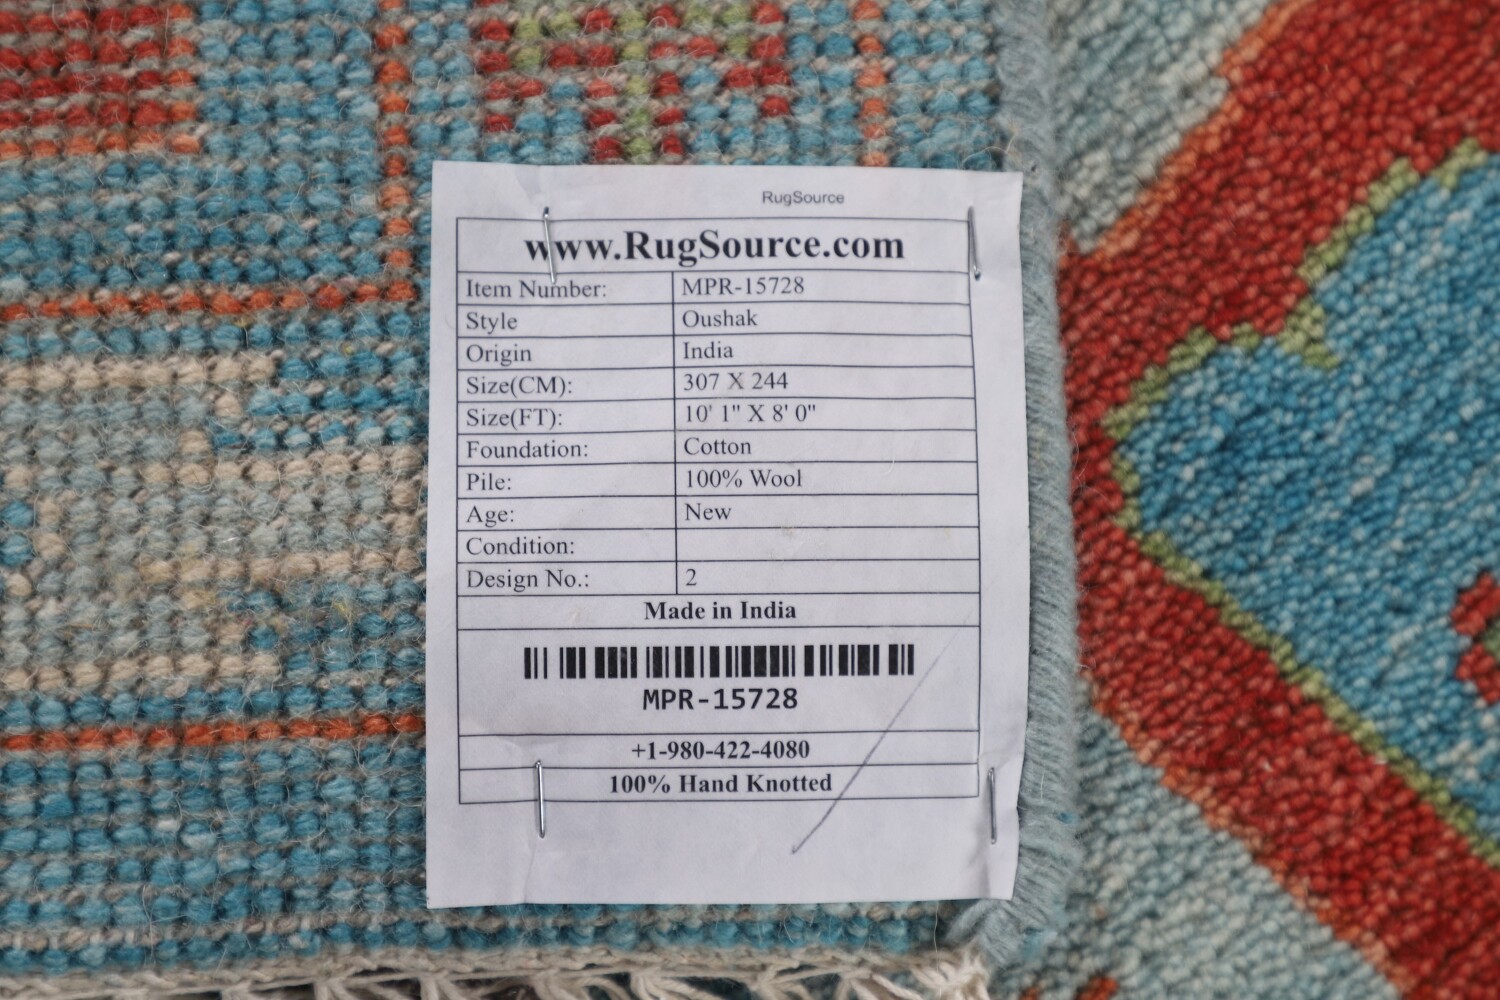 RugSource
www.RugSource.com
Item Number: MPR-15728
Style Oushak
Origin India
Size(CM): 307 X 244
Size(FT): 10' 1" X 8' 0"
Foundation: Cotton
Pile: 100% Wool
Age: New
Condition:
Design No.: 2
Made in India
MPR-15728
+1-980-422-4080
100% Hand Knotted